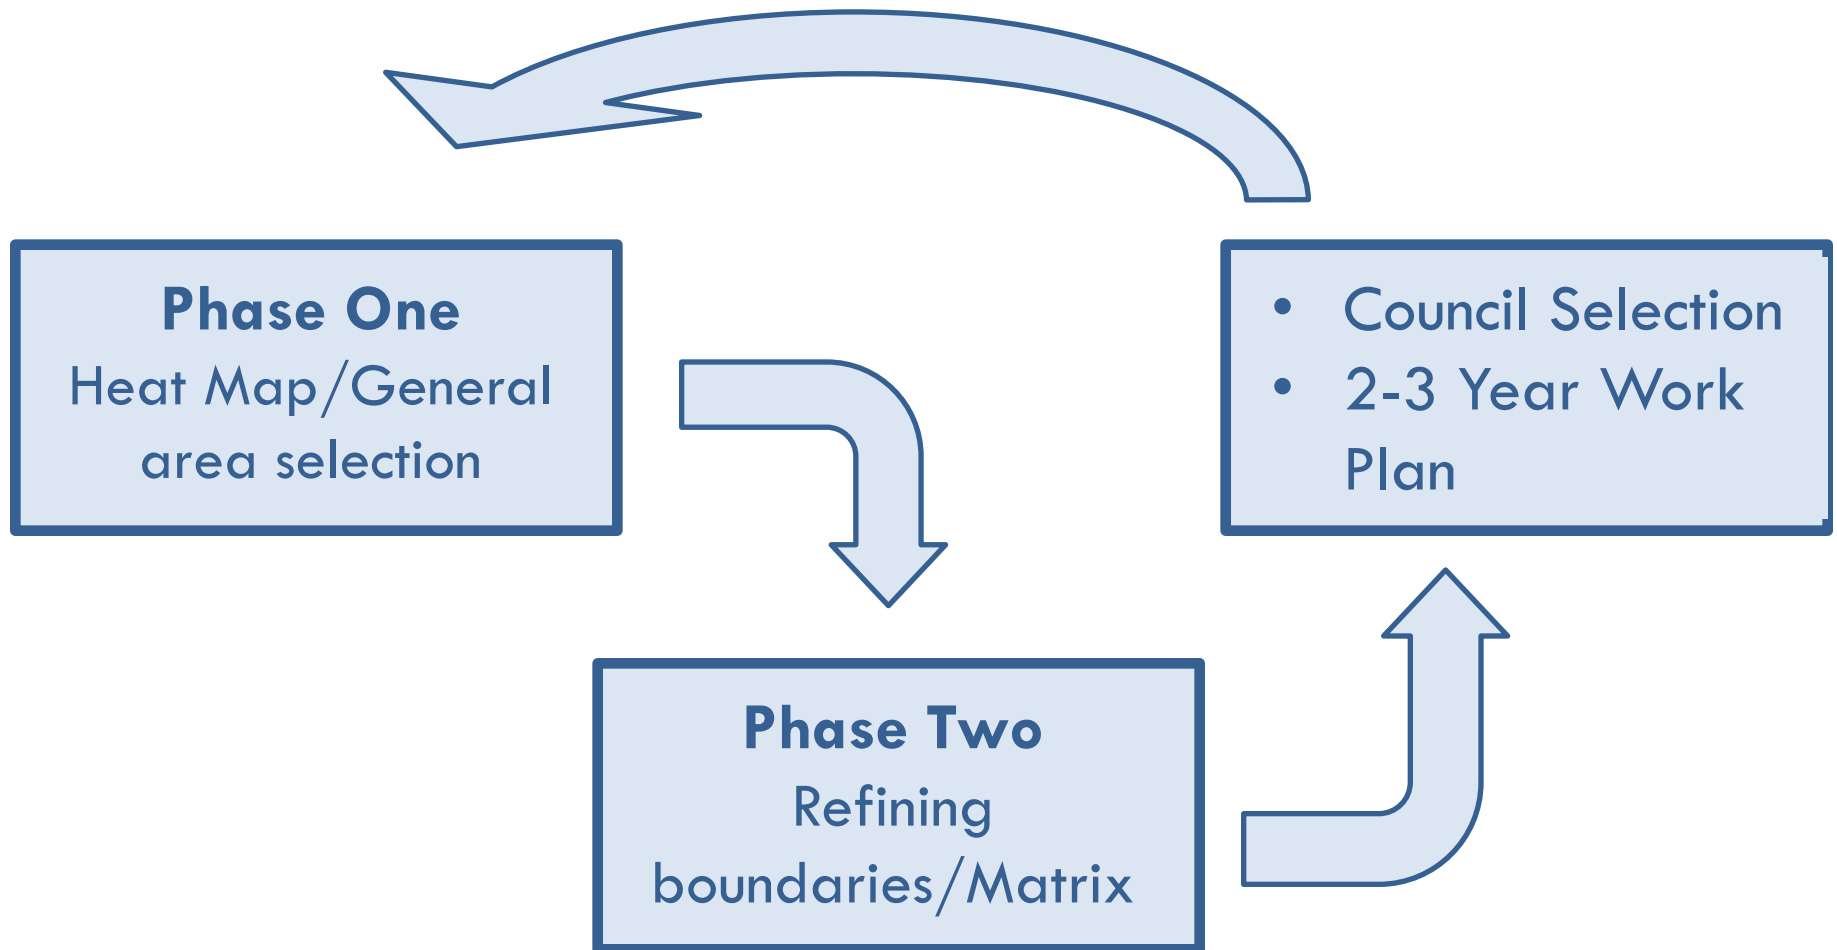 Phase One
Heat Map/General
area selection
• Council Selection
• 2-3 Year Work
Plan
Phase Two
Refining
boundaries/Matrix